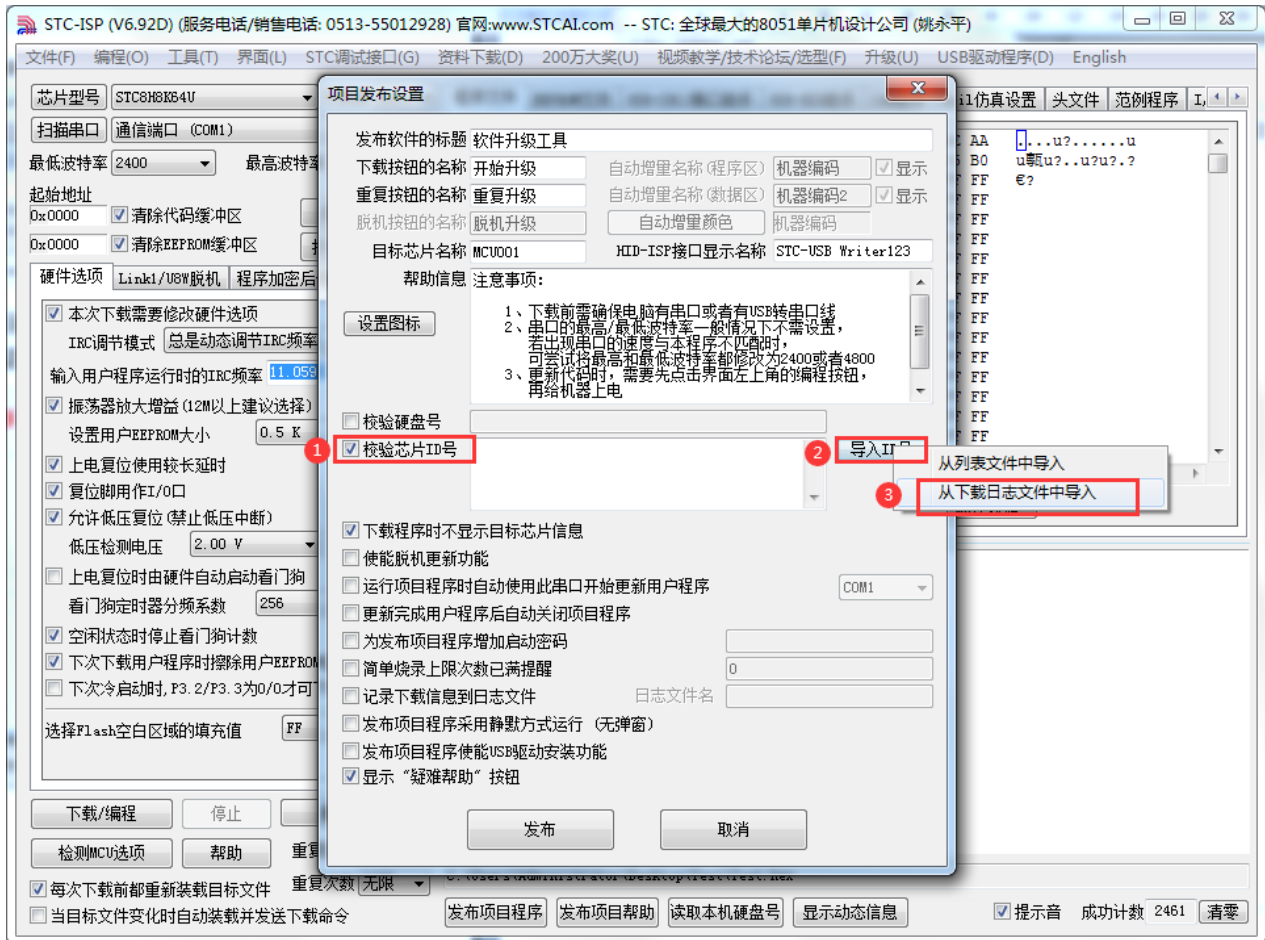 STC-ISP (V6.92D) (服务电话/销售电话: 0513-55012928) 官网:www.STCAI.com -- STC: 全球最大的8051单片机设计公司 (姚永平)
文件(F) 编程(O) 工具(T) 界面(L) STC调试接口(G) 资料下载(D) 200万大奖(U) 视频教学/技术论坛/选型(F) 升级(U) USB驱动程序(D) English
芯片型号 STC8H8K64U
扫描串口 通信端口 (COM1)
最低波特率 2400 最高波特率
起始地址
0x0000 清除代码缓冲区
0x0000 清除EEPROM缓冲区
硬件选项 Link1/U8W脱机 程序加密后
本次下载需要修改硬件选项
IRC调节模式 总是动态调节IRC频率
输入用户程序运行时的IRC频率 11.059
振荡器放大增益(12M以上建议选择)
设置用户EEPROM大小 0.5 K
上电复位使用较长延时
复位脚用作I/O口
允许低压复位(禁止低压中断)
低压检测电压 2.00 V
上电复位时由硬件自动启动看门狗
看门狗定时器分频系数 256
空闲状态时停止看门狗计数
下次下载用户程序时擦除用户EEPROM
下次冷启动时,P3.2/P3.3为0/0才可
选择Flash空白区域的填充值 FF
下载/编程 停止
检测MCU选项 帮助
每次下载前都重新装载目标文件 重复次数 无限
当目标文件变化时自动装载并发送下载命令
项目发布设置
发布软件的标题 软件升级工具
下载按钮的名称 开始升级 自动增量名称(程序区) 机器编码 显示
重复按钮的名称 重复升级 自动增量名称(数据区) 机器编码2 显示
脱机按钮的名称 脱机升级 自动增量颜色 机器编码
目标芯片名称 MCU001 HID-ISP接口显示名称 STC-USB Writer123
帮助信息 注意事项:
设置图标
1、下载前需确保电脑有串口或者有USB转串口线
2、串口的最高/最低波特率一般情况下不需设置,
若出现串口的速度与本程序不匹配时,
可尝试将最高和最低波特率都修改为2400或者4800
3、更新代码时,需要先点击界面左上角的编程按钮,
再给机器上电
校验硬盘号
1 校验芯片ID号 2 导入ID号
从列表文件中导入
3 从下载日志文件中导入
下载程序时不显示目标芯片信息
使能脱机更新功能
运行项目程序时自动使用此串口开始更新用户程序 COM1
更新完成用户程序后自动关闭项目程序
为发布项目程序增加启动密码
简单烧录上限次数已满提醒 0
记录下载信息到日志文件 日志文件名
发布项目程序采用静默方式运行 (无弹窗)
发布项目程序使能USB驱动安装功能
显示“疑难帮助”按钮
发布 取消
il仿真设置 头文件 范例程序 I,
AA ....u?......u
B0 u甄u?..u?u?.?
FF €?
FF
FF
FF
FF
FF
FF
FF
FF
FF
FF
FF
FF
FF
发布项目程序 发布项目帮助 读取本机硬盘号 显示动态信息 提示音 成功计数 2461 清零